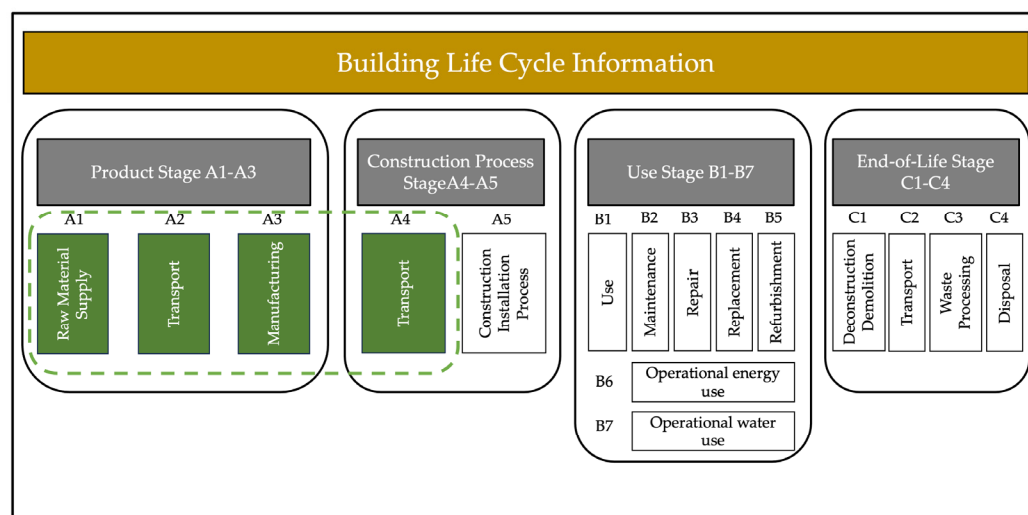 Building Life Cycle Information
Product Stage A1-A3
A1
A2
A3
Raw Material
Supply
Transport
Manufacturing
Construction Process
StageA4-A5
A4
A5
Transport
Construction
Installation
Process
Use Stage B1-B7
B1
B2
B3
B4
B5
Use
Maintenance
Repair
Replacement
Refurbishment
B6
Operational energy
use
B7
Operational water
use
End-of-Life Stage
C1-C4
C1
C2
C3
C4
Deconstruction
Demolition
Transport
Waste
Processing
Disposal